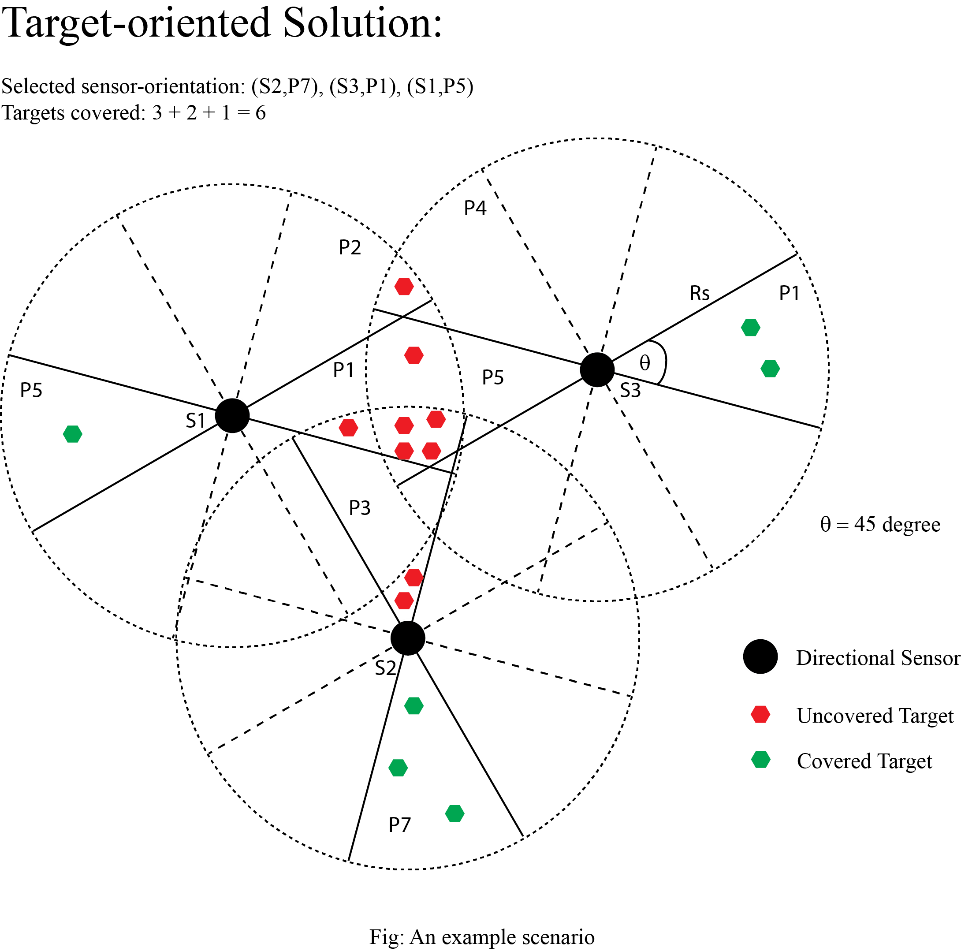 Target-oriented Solution:
Selected sensor-orientation: (S2,P7), (S3,P1), (S1,P5)
Targets covered: 3 + 2 + 1 = 6
P4
P2
Rs
P1
P1
P5
θ
P5
S3
S1
P3
θ = 45 degree
S2
Directional Sensor
Uncovered Target
Covered Target
P7
Fig: An example scenario